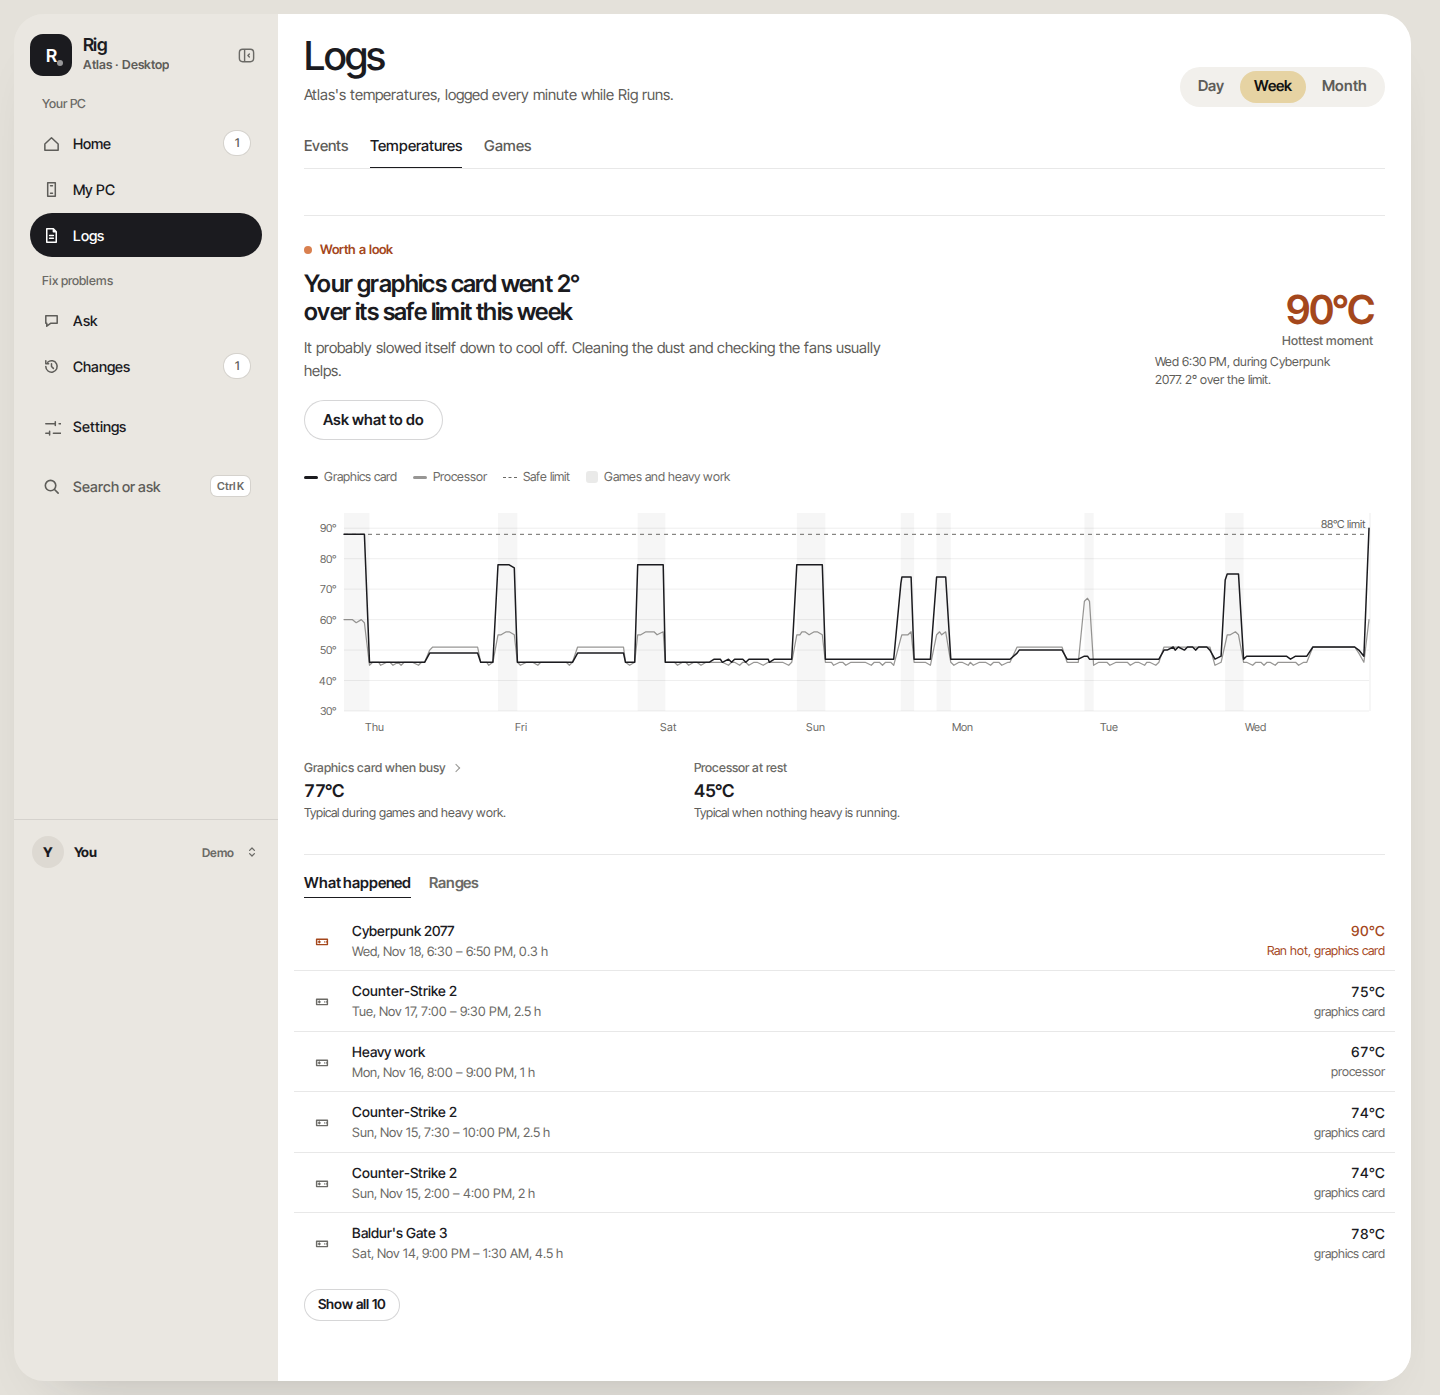 R
Rig
Atlas · Desktop
Your PC
Home
1
My PC
Logs
Fix problems
Ask
Changes
1
Settings
Search or ask
Ctrl K
Y
You
Demo
Logs
Atlas's temperatures, logged every minute while Rig runs.
Day
Week
Month
Events
Temperatures
Games
Worth a look
Your graphics card went 2°
over its safe limit this week
It probably slowed itself down to cool off. Cleaning the dust and checking the fans usually
helps.
Ask what to do
90°C
Hottest moment
Wed 6:30 PM, during Cyberpunk
2077. 2° over the limit.
Graphics card
Processor
Safe limit
Games and heavy work
88°C limit
90°
80°
70°
60°
50°
40°
30°
Thu
Fri
Sat
Sun
Mon
Tue
Wed
Graphics card when busy
77°C
Typical during games and heavy work.
Processor at rest
45°C
Typical when nothing heavy is running.
What happened
Ranges
Cyberpunk 2077
Wed, Nov 18, 6:30 – 6:50 PM, 0.3 h
90°C
Ran hot, graphics card
Counter-Strike 2
Tue, Nov 17, 7:00 – 9:30 PM, 2.5 h
75°C
graphics card
Heavy work
Mon, Nov 16, 8:00 – 9:00 PM, 1 h
67°C
processor
Counter-Strike 2
Sun, Nov 15, 7:30 – 10:00 PM, 2.5 h
74°C
graphics card
Counter-Strike 2
Sun, Nov 15, 2:00 – 4:00 PM, 2 h
74°C
graphics card
Baldur's Gate 3
Sat, Nov 14, 9:00 PM – 1:30 AM, 4.5 h
78°C
graphics card
Show all 10